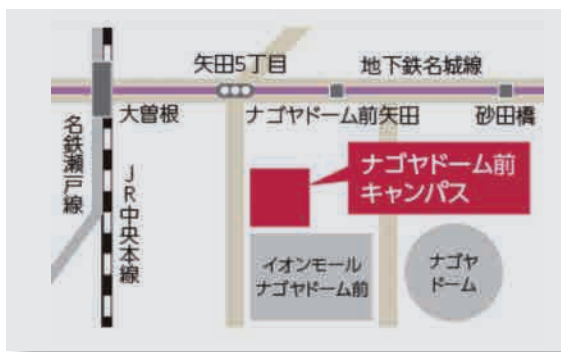 矢田5丁目
地下鉄名城線
大曽根
ナゴヤドーム前矢田
砂田橋
名鉄瀬戸線
JR中央本線
ナゴヤドーム前
キャンパス
イオンモール
ナゴヤドーム前
ナゴヤ
ドーム